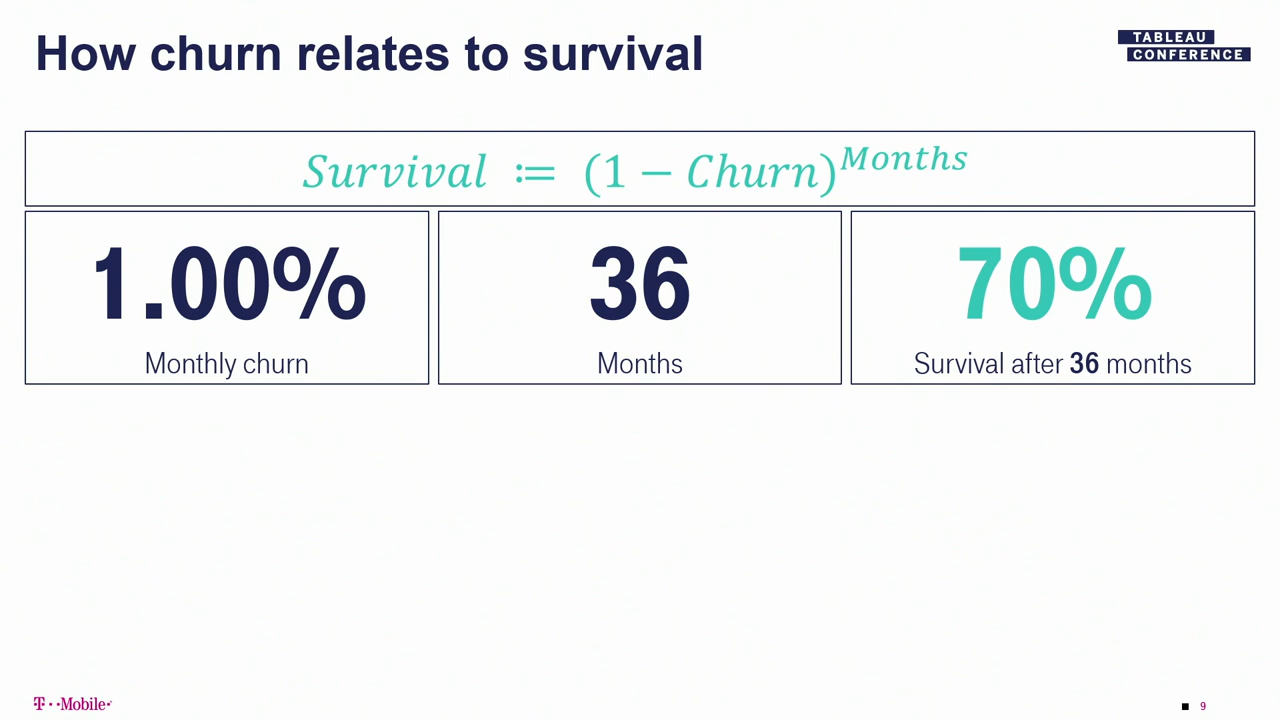 How churn relates to survival
TABLEAU
CONFERENCE
Survival ≔ (1 − Churn)^Months
1.00%
Monthly churn
36
Months
70%
Survival after 36 months
T··Mobile·
9